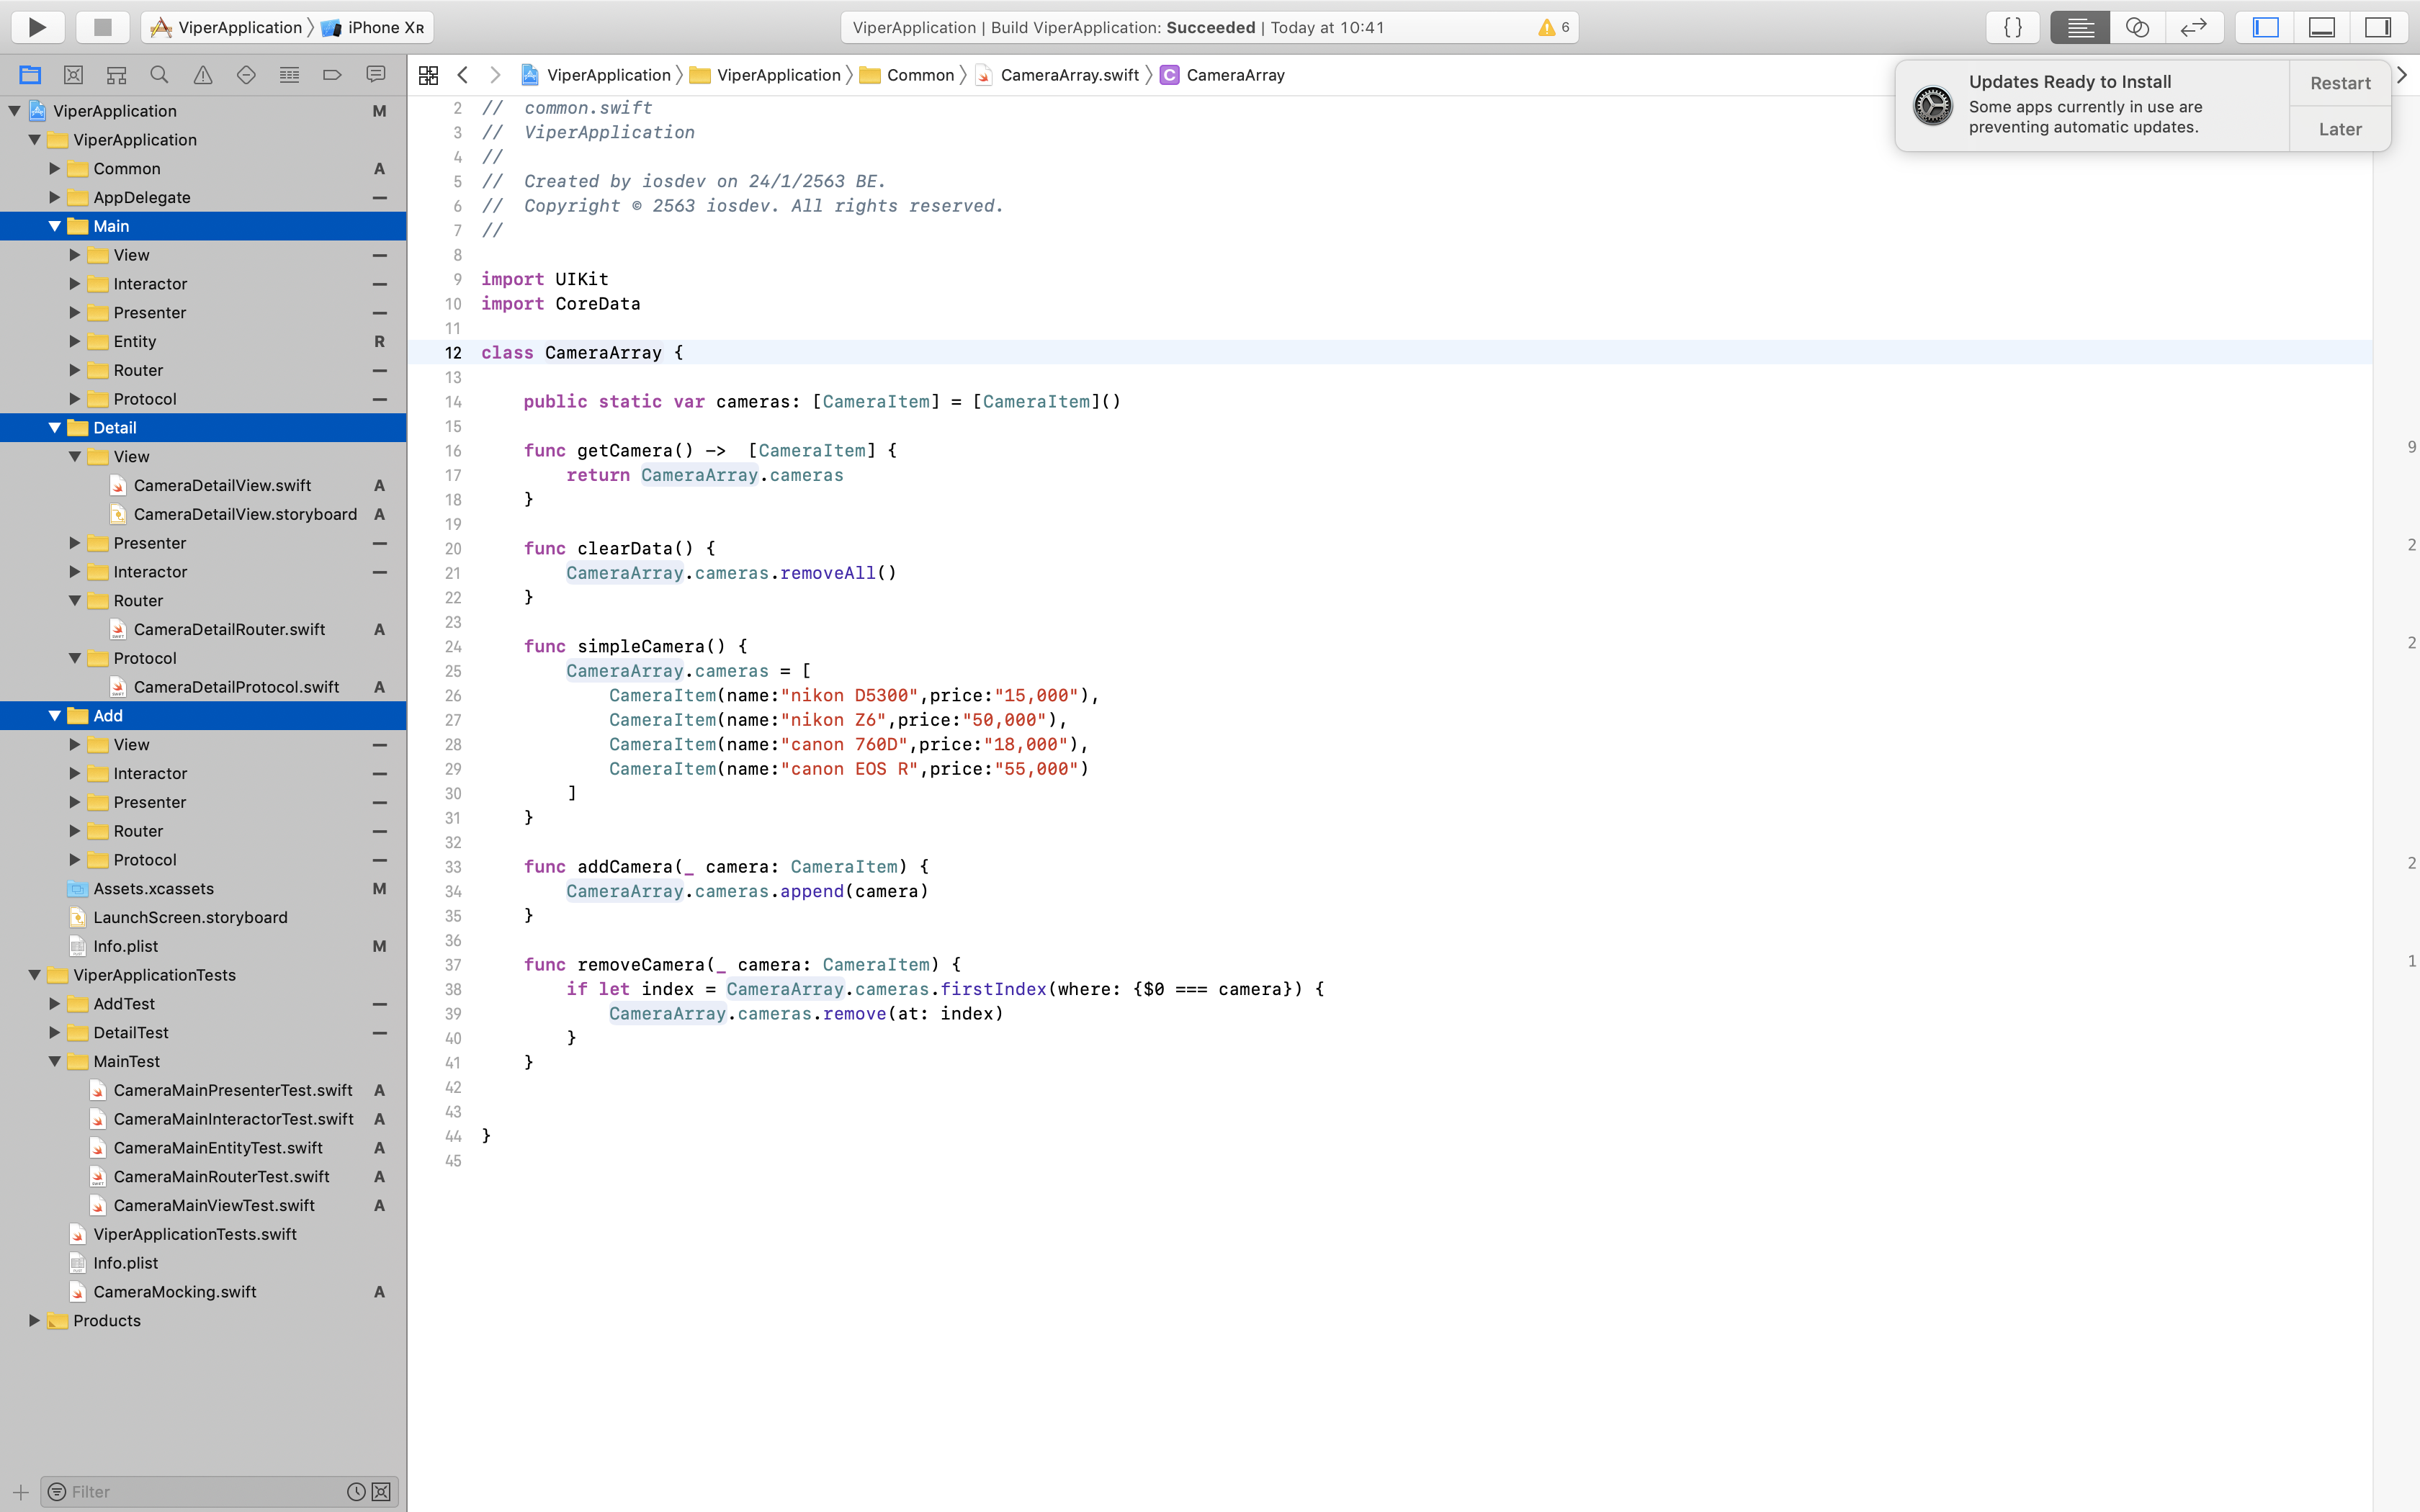 ViperApplication 〉 iPhone XR
ViperApplication | Build ViperApplication: Succeeded | Today at 10:41
6
{ }
ViperApplication 〉 ViperApplication 〉 Common 〉 CameraArray.swift 〉 C CameraArray
Updates Ready to Install
Some apps currently in use are
preventing automatic updates.
Restart
Later
ViperApplication M
ViperApplication
Common A
AppDelegate
Main
View
Interactor
Presenter
Entity R
Router
Protocol
Detail
View
CameraDetailView.swift A
CameraDetailView.storyboard A
Presenter
Interactor
Router
CameraDetailRouter.swift A
Protocol
CameraDetailProtocol.swift A
Add
View
Interactor
Presenter
Router
Protocol
Assets.xcassets M
LaunchScreen.storyboard
Info.plist M
ViperApplicationTests
AddTest
DetailTest
MainTest
CameraMainPresenterTest.swift A
CameraMainInteractorTest.swift A
CameraMainEntityTest.swift A
CameraMainRouterTest.swift A
CameraMainViewTest.swift A
ViperApplicationTests.swift
Info.plist
CameraMocking.swift A
Products
Filter
2 //  common.swift
3 //  ViperApplication
4 //
5 //  Created by iosdev on 24/1/2563 BE.
6 //  Copyright © 2563 iosdev. All rights reserved.
7 //
8
9 import UIKit
10 import CoreData
11
12 class CameraArray {
13
14     public static var cameras: [CameraItem] = [CameraItem]()
15
16     func getCamera() ->  [CameraItem] {
17         return CameraArray.cameras
18     }
19
20     func clearData() {
21         CameraArray.cameras.removeAll()
22     }
23
24     func simpleCamera() {
25         CameraArray.cameras = [
26             CameraItem(name:"nikon D5300",price:"15,000"),
27             CameraItem(name:"nikon Z6",price:"50,000"),
28             CameraItem(name:"canon 760D",price:"18,000"),
29             CameraItem(name:"canon EOS R",price:"55,000")
30         ]
31     }
32
33     func addCamera(_ camera: CameraItem) {
34         CameraArray.cameras.append(camera)
35     }
36
37     func removeCamera(_ camera: CameraItem) {
38         if let index = CameraArray.cameras.firstIndex(where: {$0 === camera}) {
39             CameraArray.cameras.remove(at: index)
40         }
41     }
42
43
44 }
45
9
2
2
2
1